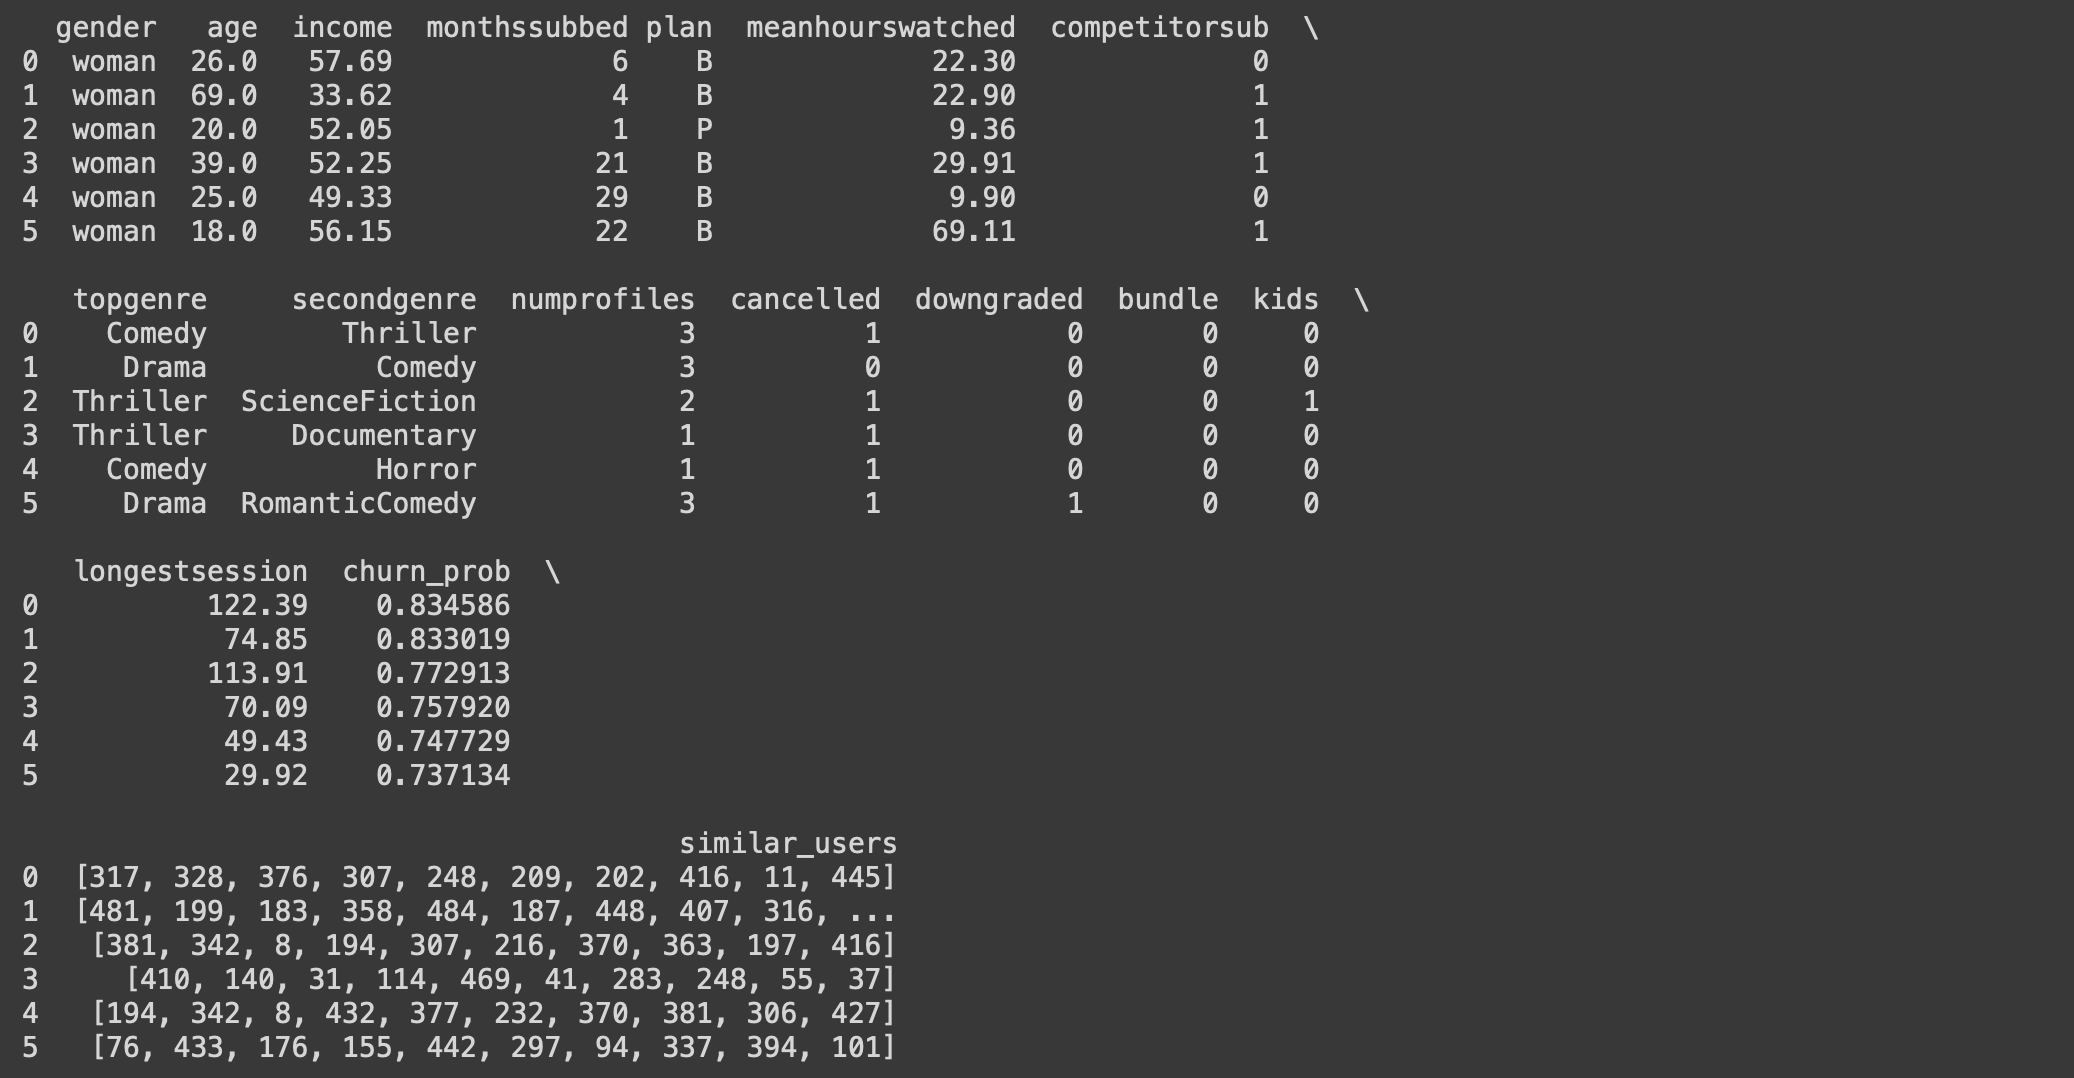 gender   age  income  monthssubbed plan  meanhourswatched  competitorsub  \
0  woman  26.0   57.69             6    B             22.30              0
1  woman  69.0   33.62             4    B             22.90              1
2  woman  20.0   52.05             1    P              9.36              1
3  woman  39.0   52.25            21    B             29.91              1
4  woman  25.0   49.33            29    B              9.90              0
5  woman  18.0   56.15            22    B             69.11              1

   topgenre     secondgenre  numprofiles  cancelled  downgraded  bundle  kids  \
0    Comedy        Thriller            3          1           0       0     0
1     Drama          Comedy            3          0           0       0     0
2  Thriller  ScienceFiction            2          1           0       0     1
3  Thriller     Documentary            1          1           0       0     0
4    Comedy          Horror            1          1           0       0     0
5     Drama  RomanticComedy            3          1           1       0     0

   longestsession  churn_prob  \
0          122.39    0.834586
1           74.85    0.833019
2          113.91    0.772913
3           70.09    0.757920
4           49.43    0.747729
5           29.92    0.737134

                                       similar_users
0  [317, 328, 376, 307, 248, 209, 202, 416, 11, 445]
1  [481, 199, 183, 358, 484, 187, 448, 407, 316, ...
2   [381, 342, 8, 194, 307, 216, 370, 363, 197, 416]
3     [410, 140, 31, 114, 469, 41, 283, 248, 55, 37]
4   [194, 342, 8, 432, 377, 232, 370, 381, 306, 427]
5   [76, 433, 176, 155, 442, 297, 94, 337, 394, 101]